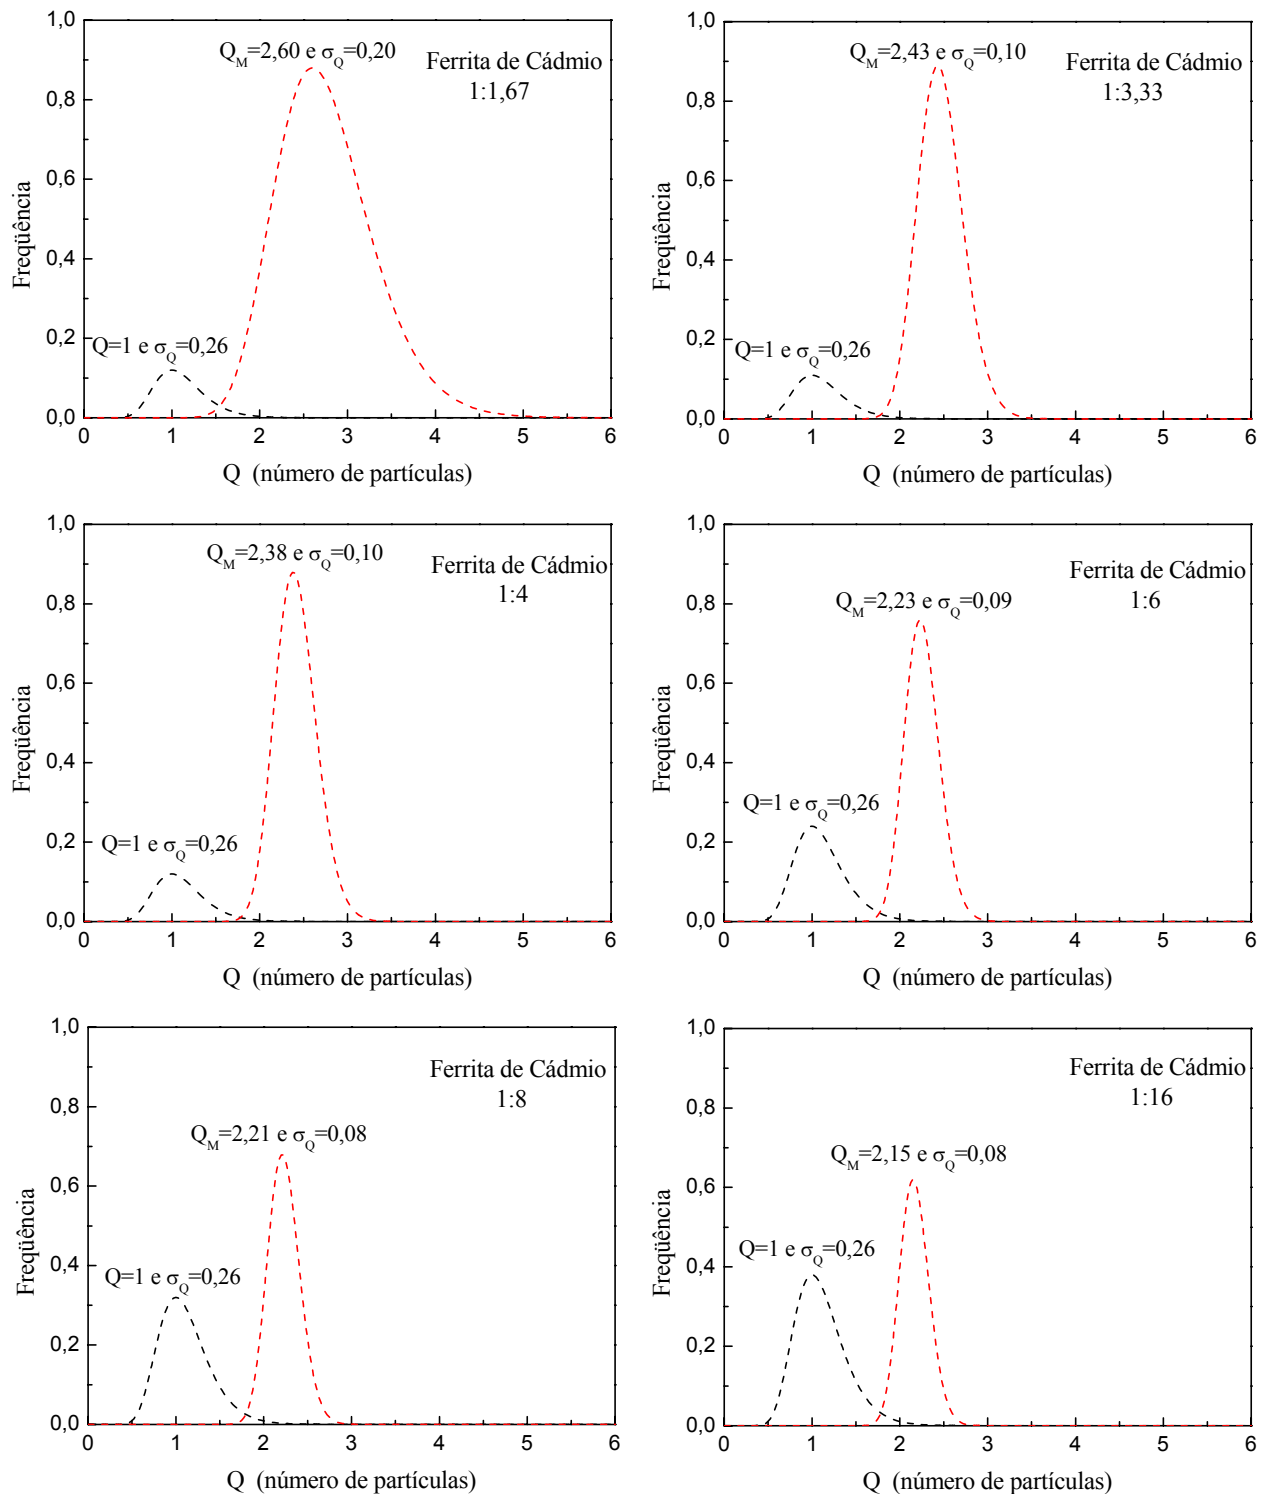 Q_M=2,60 e σ_Q=0,20
Ferrita de Cádmio
1:1,67
Q=1 e σ_Q=0,26
Freqüência
1,0
0,8
0,6
0,4
0,2
0,0
0 1 2 3 4 5 6
Q (número de partículas)
Q_M=2,43 e σ_Q=0,10
Ferrita de Cádmio
1:3,33
Q=1 e σ_Q=0,26
Freqüência
1,0
0,8
0,6
0,4
0,2
0,0
0 1 2 3 4 5 6
Q (número de partículas)
Q_M=2,38 e σ_Q=0,10
Ferrita de Cádmio
1:4
Q=1 e σ_Q=0,26
Freqüência
1,0
0,8
0,6
0,4
0,2
0,0
0 1 2 3 4 5 6
Q (número de partículas)
Ferrita de Cádmio
1:6
Q_M=2,23 e σ_Q=0,09
Q=1 e σ_Q=0,26
Freqüência
1,0
0,8
0,6
0,4
0,2
0,0
0 1 2 3 4 5 6
Q (número de partículas)
Ferrita de Cádmio
1:8
Q_M=2,21 e σ_Q=0,08
Q=1 e σ_Q=0,26
Freqüência
1,0
0,8
0,6
0,4
0,2
0,0
0 1 2 3 4 5 6
Q (número de partículas)
Ferrita de Cádmio
1:16
Q_M=2,15 e σ_Q=0,08
Q=1 e σ_Q=0,26
Freqüência
1,0
0,8
0,6
0,4
0,2
0,0
0 1 2 3 4 5 6
Q (número de partículas)